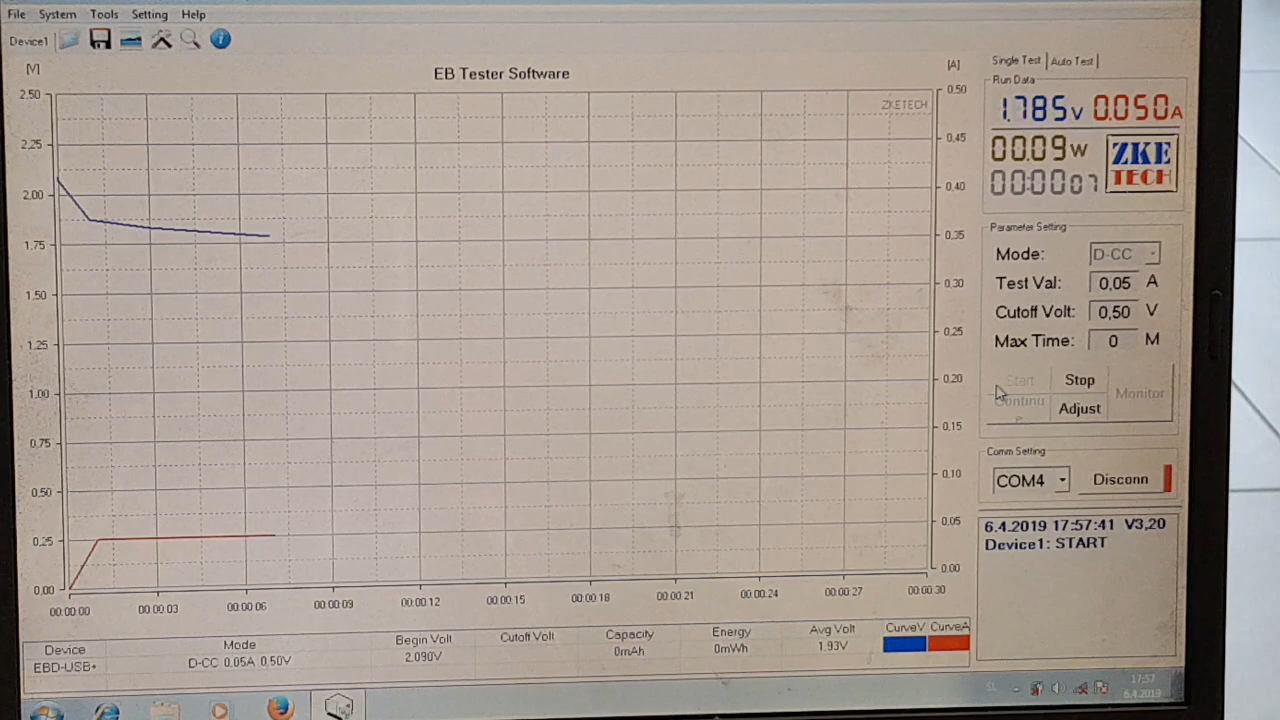 File System Tools Setting Help
Device1
[V] EB Tester Software [A]
ZKETECH
2.50
2.25
2.00
1.75
1.50
1.25
1.00
0.75
0.50
0.25
0.00
0.50
0.45
0.40
0.35
0.30
0.25
0.20
0.15
0.10
0.05
0.00
00:00:00 00:00:03 00:00:06 00:00:09 00:00:12 00:00:15 00:00:18 00:00:21 00:00:24 00:00:27 00:00:30
Device Mode Begin Volt Cutoff Volt Capacity Energy Avg Volt CurveV CurveA
EBD-USB+ D-CC 0.05A 0.50V 2.090V 0mAh 0mWh 1.93V
Single Test Auto Test
Run Data
1.785V 0.050A
00.09W
00:0007
ZKE
TECH
Parameter Setting
Mode: D-CC
Test Val: 0,05 A
Cutoff Volt: 0,50 V
Max Time: 0 M
Start Stop Monitor
Continu
e Adjust
Comm Setting
COM4 Disconn
6.4.2019 17:57:41 V3,20
Device1: START
SL 17:57
6.4.2019